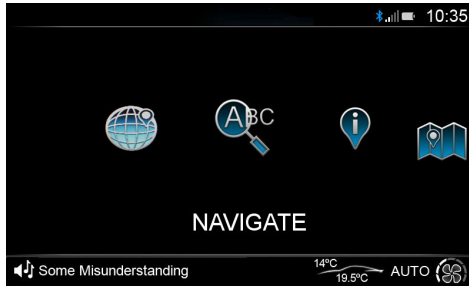 10:35
ABC
NAVIGATE
Some Misunderstanding
14°C
19.5°C
AUTO